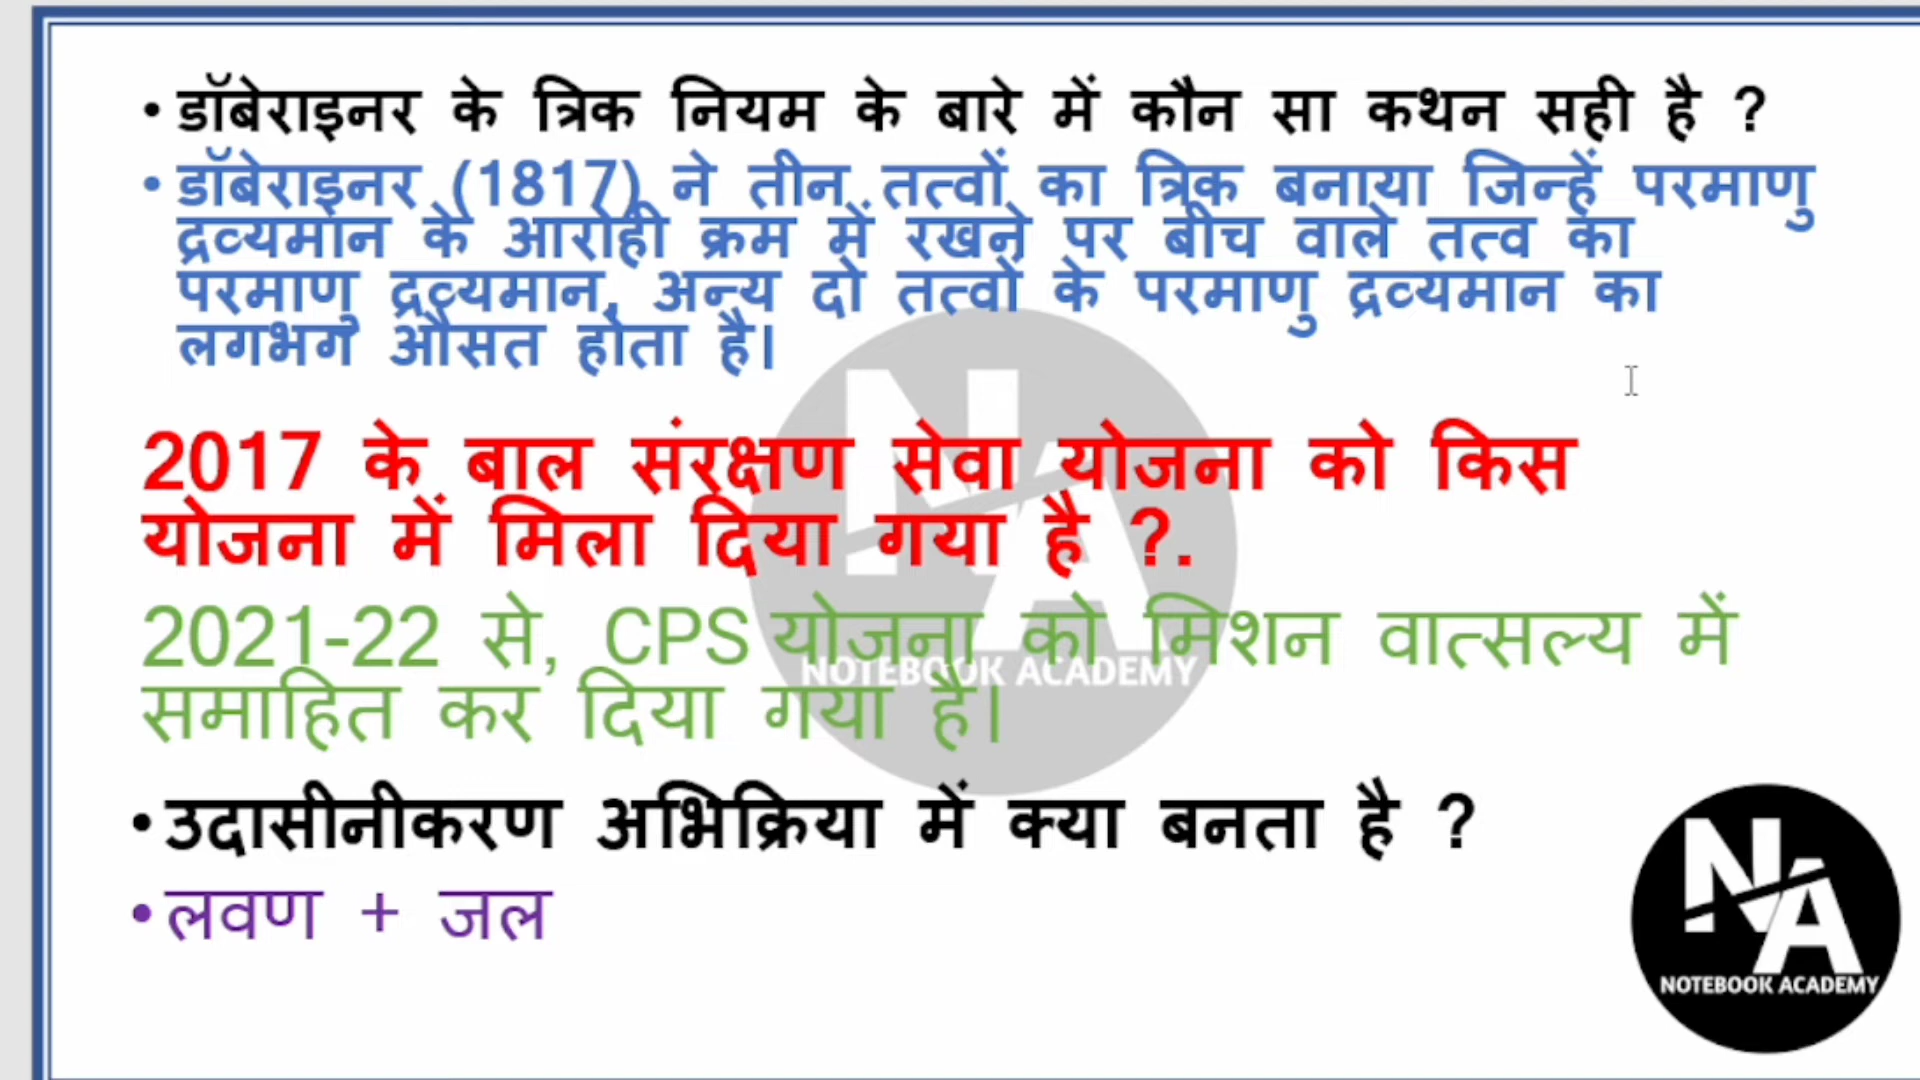 • डॉबेराइनर के त्रिक नियम के बारे में कौन सा कथन सही है ?
• डॉबेराइनर (1817) ने तीन तत्वों का त्रिक बनाया जिन्हें परमाणु
द्रव्यमान के आरोही क्रम में रखने पर बीच वाले तत्व का
परमाणु द्रव्यमान, अन्य दो तत्वों के परमाणु द्रव्यमान का
लगभग औसत होता है।
2017 के बाल संरक्षण सेवा योजना को किस
योजना में मिला दिया गया है ?.
2021-22 से, CPS योजना को मिशन वात्सल्य में
समाहित कर दिया गया है।
NOTEBOOK ACADEMY
• उदासीनीकरण अभिक्रिया में क्या बनता है ?
• लवण + जल
NA
NOTEBOOK ACADEMY